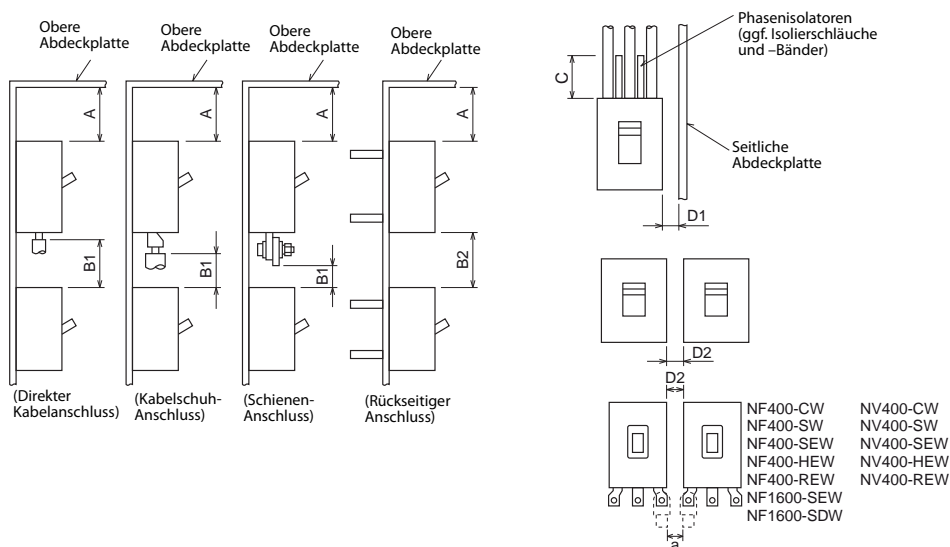 Obere
Abdeckplatte
Obere
Abdeckplatte
Obere
Abdeckplatte
Obere
Abdeckplatte
A
A
A
A
B1
B1
B1
B2
(Direkter
Kabelanschluss)
(Kabelschuh-
Anschluss)
(Schienen-
Anschluss)
(Rückseitiger
Anschluss)
Phasenisolatoren
(ggf. Isolierschläuche
und –Bänder)
C
Seitliche
Abdeckplatte
D1
D2
D2
NF400-CW NV400-CW
NF400-SW NV400-SW
NF400-SEW NV400-SEW
NF400-HEW NV400-HEW
NF400-REW NV400-REW
NF1600-SEW
NF1600-SDW
a